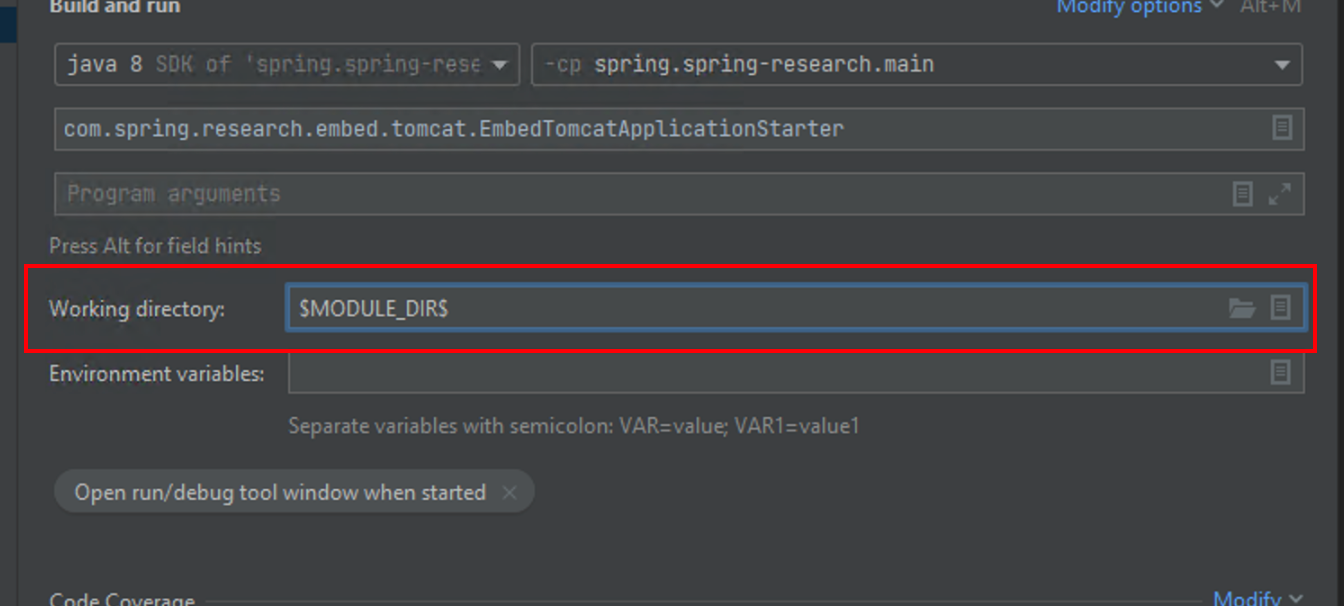 Build and run
Modify options Alt+M
java 8 SDK of 'spring.spring-rese
-cp spring.spring-research.main
com.spring.research.embed.tomcat.EmbedTomcatApplicationStarter
Program arguments
Press Alt for field hints
Working directory: $MODULE_DIR$
Environment variables:
Separate variables with semicolon: VAR=value; VAR1=value1
Open run/debug tool window when started
Code Coverage
Modify